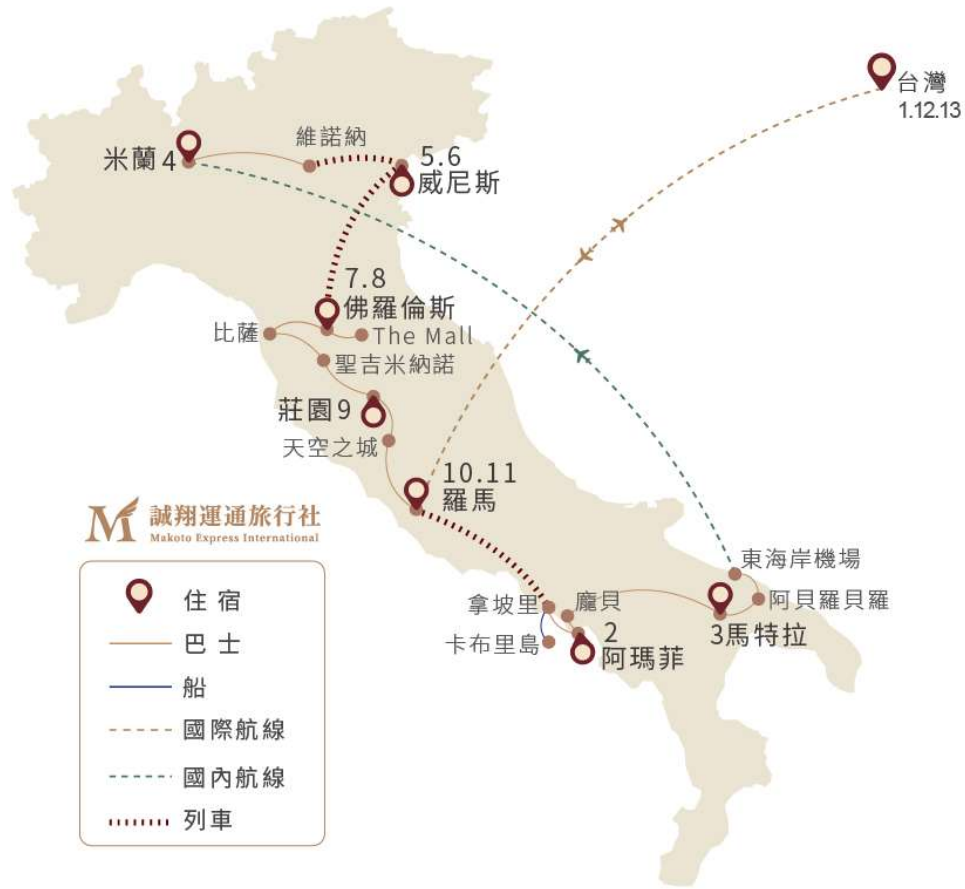 台灣
1.12.13
維諾納
米蘭4
5.6
威尼斯
7.8
佛羅倫斯
比薩
The Mall
聖吉米納諾
莊園9
天空之城
10.11
羅馬
M 誠翔運通旅行社
Makoto Express International
住宿
巴士
船
國際航線
國內航線
列車
東海岸機場
阿貝羅貝羅
拿坡里
龐貝
卡布里島
2
阿瑪菲
3馬特拉